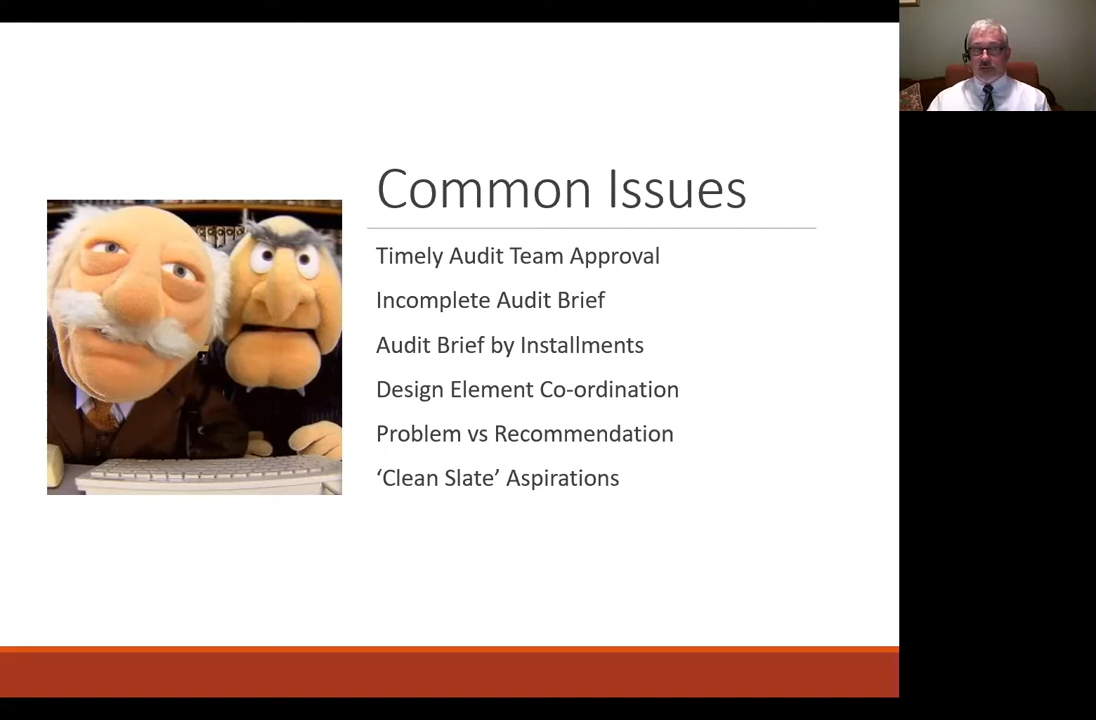 Common Issues
Timely Audit Team Approval
Incomplete Audit Brief
Audit Brief by Installments
Design Element Co-ordination
Problem vs Recommendation
‘Clean Slate’ Aspirations